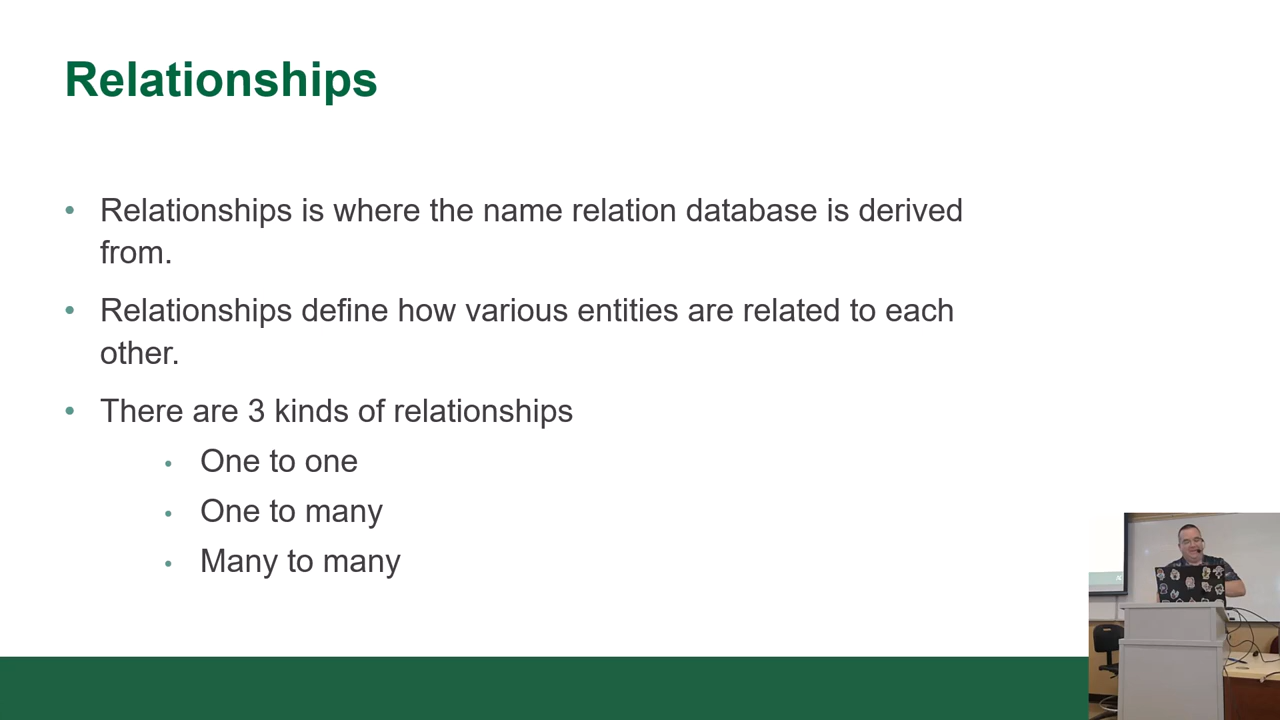 Relationships
• Relationships is where the name relation database is derived
from.
• Relationships define how various entities are related to each
other.
• There are 3 kinds of relationships
• One to one
• One to many
• Many to many